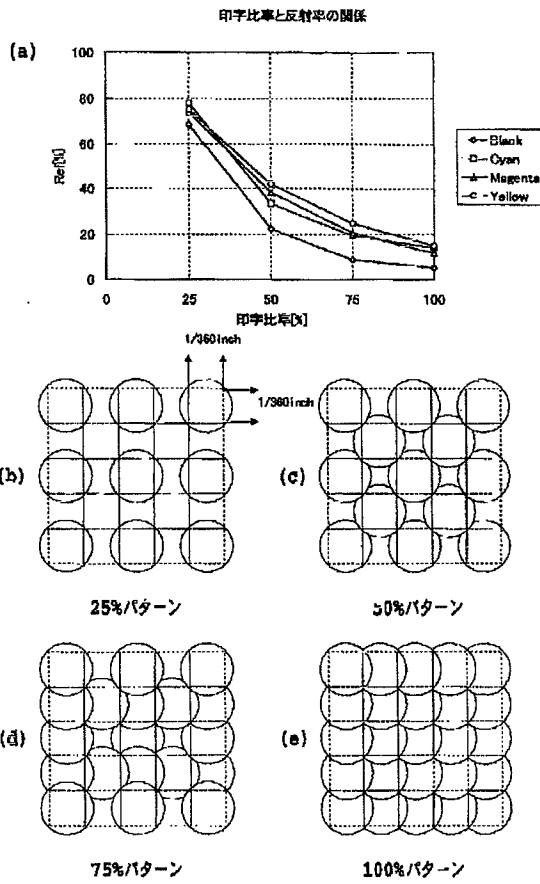 印字比率と反射率の関係
(a)
100
80
60
40
20
0
Ref[%]
0 25 50 75 100
印字比率[%]
Black
Cyan
Magenta
Yellow
1/360inch
1/360inch
(b)
(c)
25%パターン
50%パターン
(d)
(e)
75%パターン
100%パターン